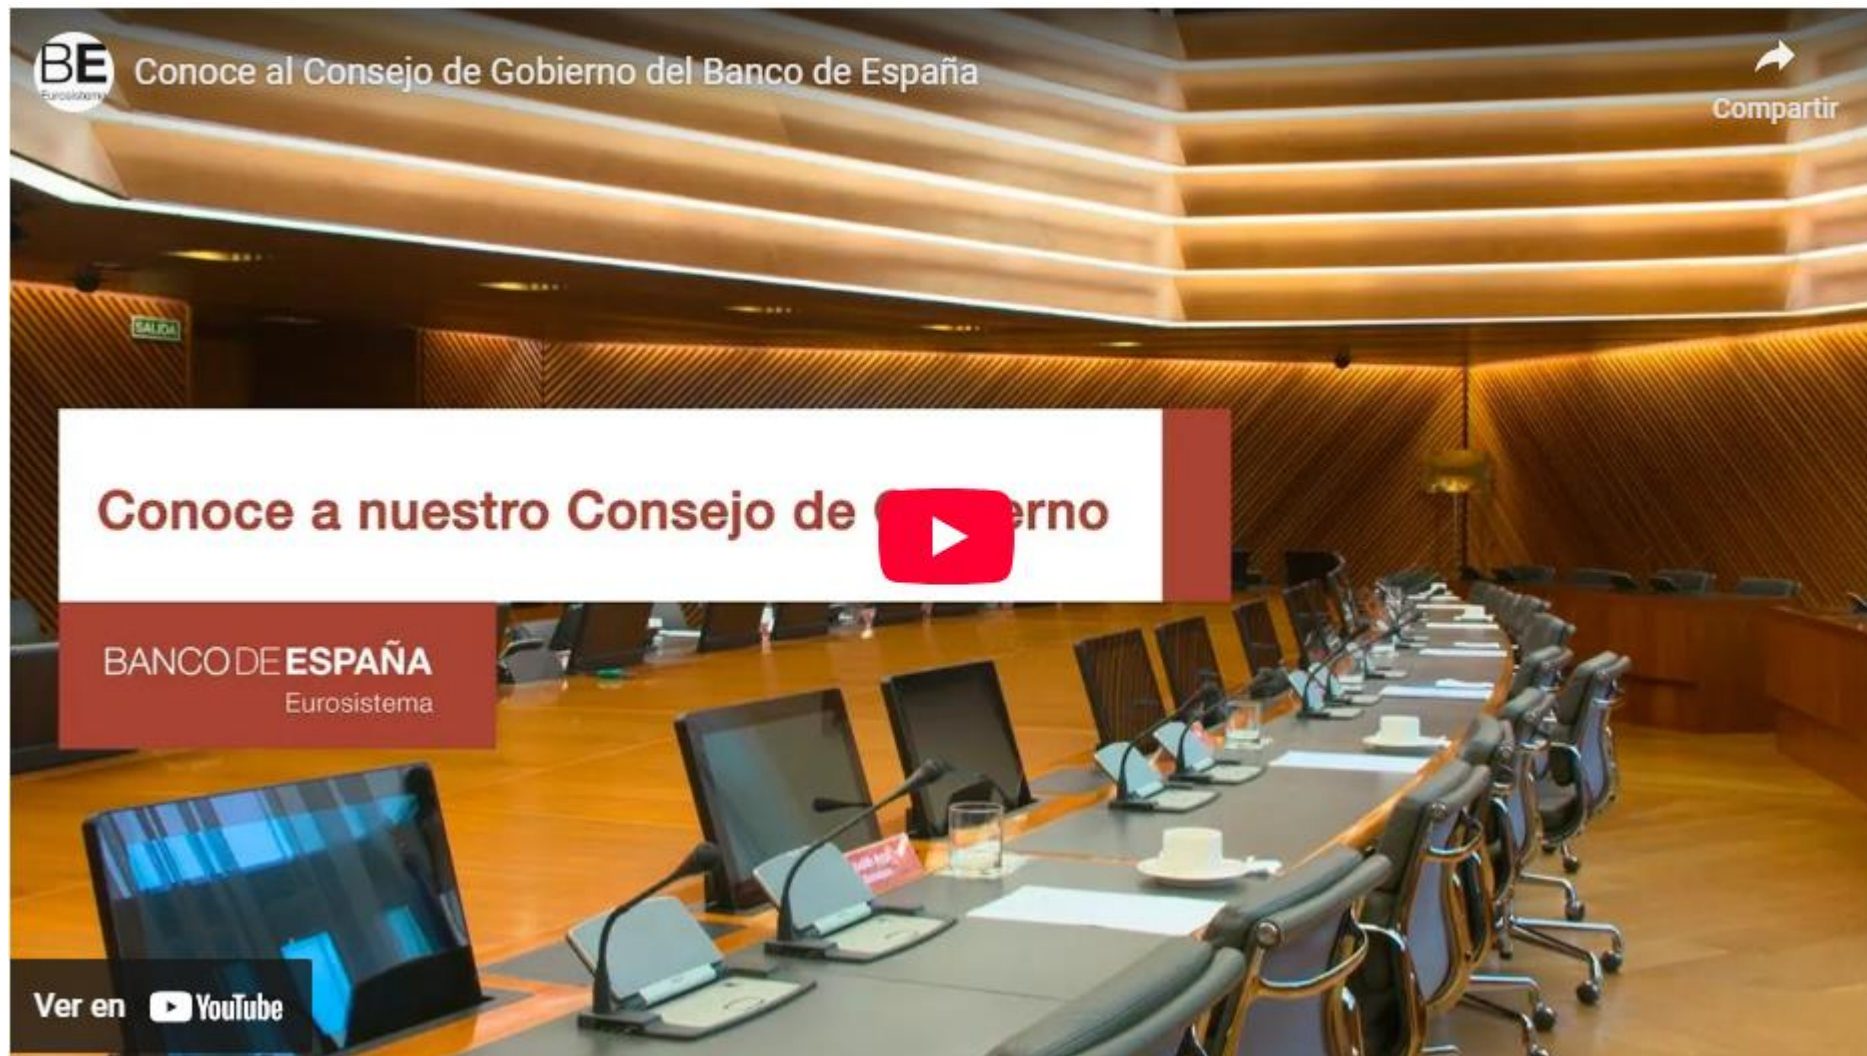 BE
Eurosistema
Conoce al Consejo de Gobierno del Banco de España
Compartir
SALIDA
Conoce a nuestro Consejo de erno
BANCO DE ESPAÑA
Eurosistema
Ver en YouTube